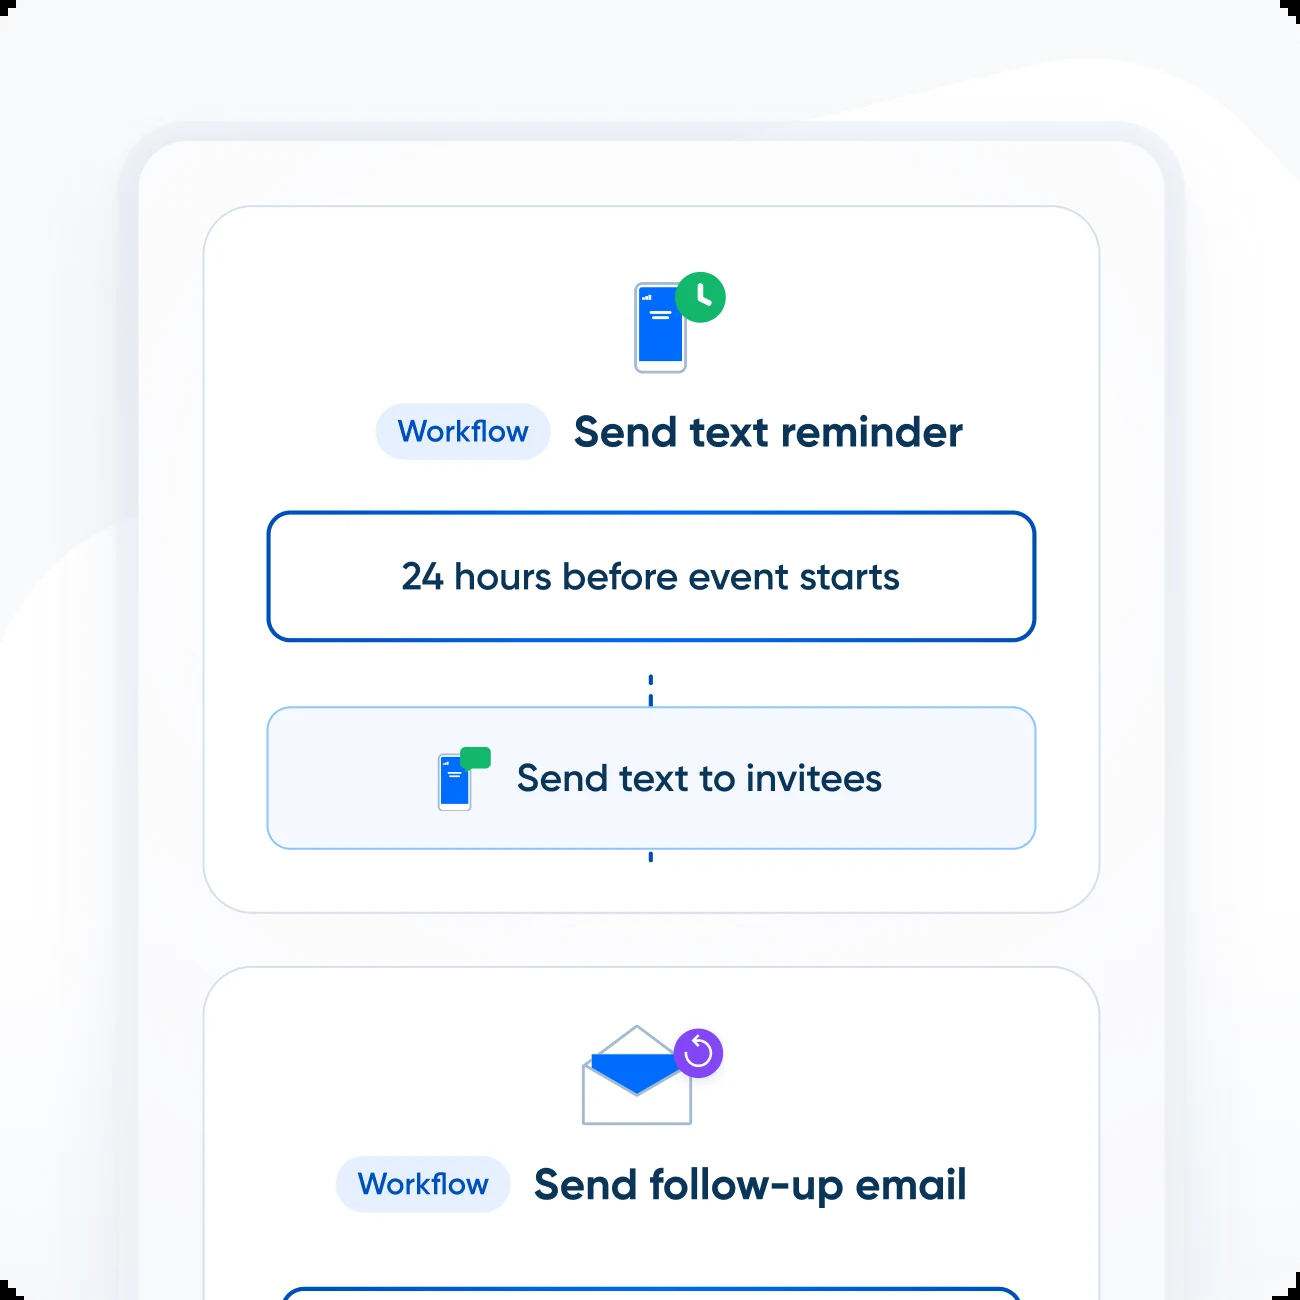 Workflow Send text reminder
24 hours before event starts
Send text to invitees
Workflow Send follow-up email